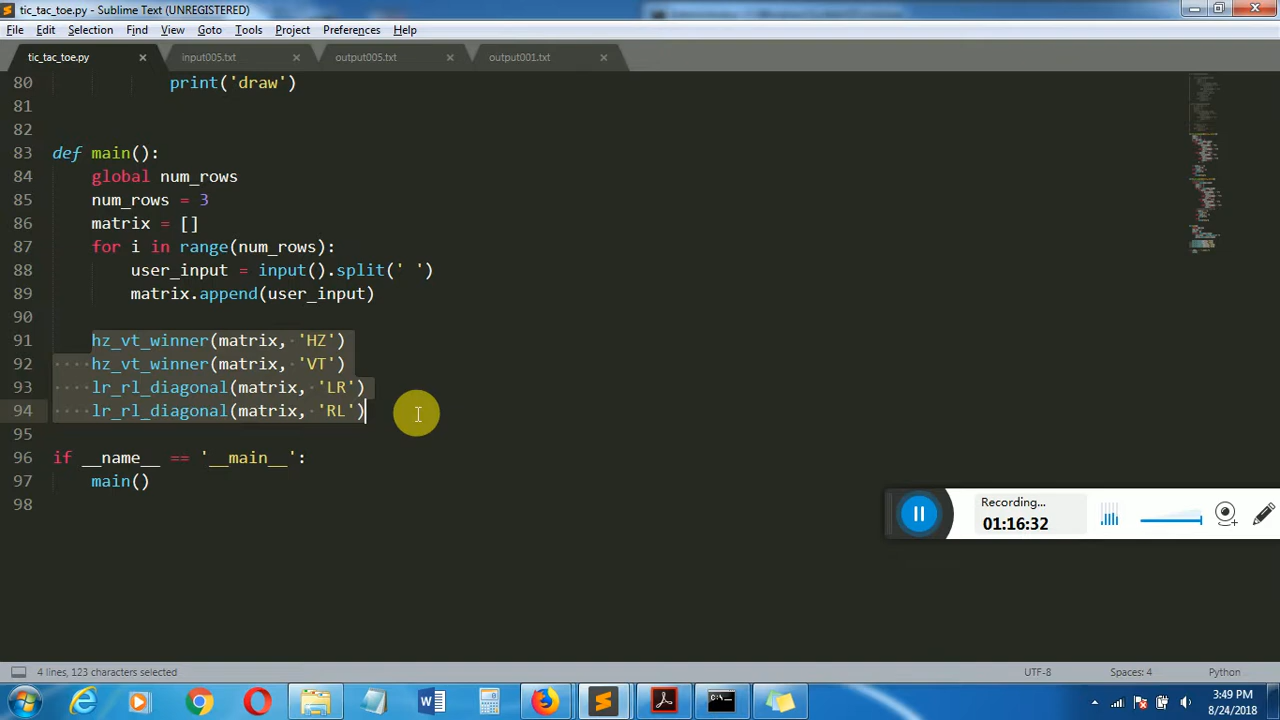 tic_tac_toe.py - Sublime Text (UNREGISTERED)
File Edit Selection Find View Goto Tools Project Preferences Help
tic_tac_toe.py input005.txt output005.txt output001.txt
80 print('draw')
81
82
83 def main():
84 global num_rows
85 num_rows = 3
86 matrix = []
87 for i in range(num_rows):
88 user_input = input().split(' ')
89 matrix.append(user_input)
90
91 hz_vt_winner(matrix, 'HZ')
92 hz_vt_winner(matrix, 'VT')
93 lr_rl_diagonal(matrix, 'LR')
94 lr_rl_diagonal(matrix, 'RL')
95
96 if __name__ == '__main__':
97 main()
98
Recording...
01:16:32
4 lines, 123 characters selected UTF-8 Spaces: 4 Python
3:49 PM
8/24/2018